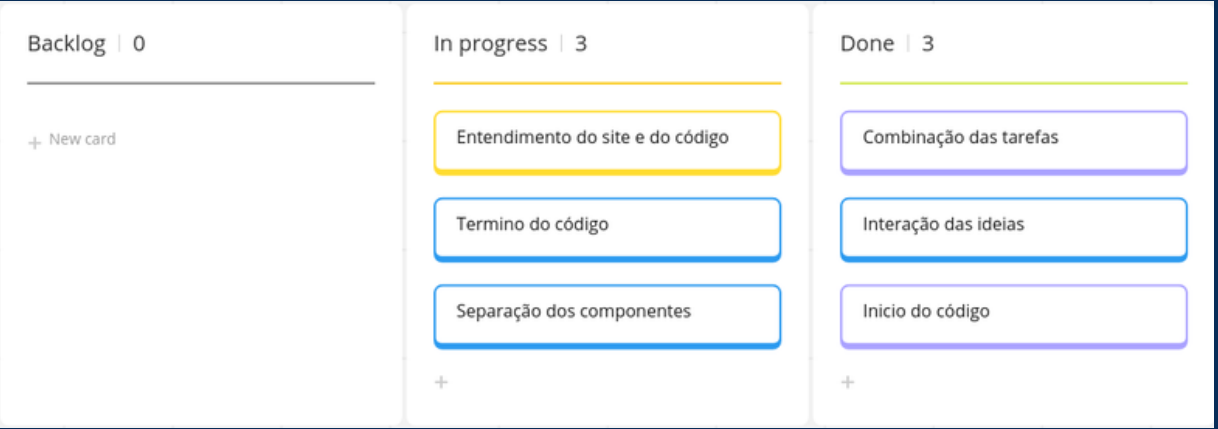 Backlog | 0
+ New card
In progress | 3
Entendimento do site e do código
Termino do código
Separação dos componentes
+
Done | 3
Combinação das tarefas
Interação das ideias
Inicio do código
+